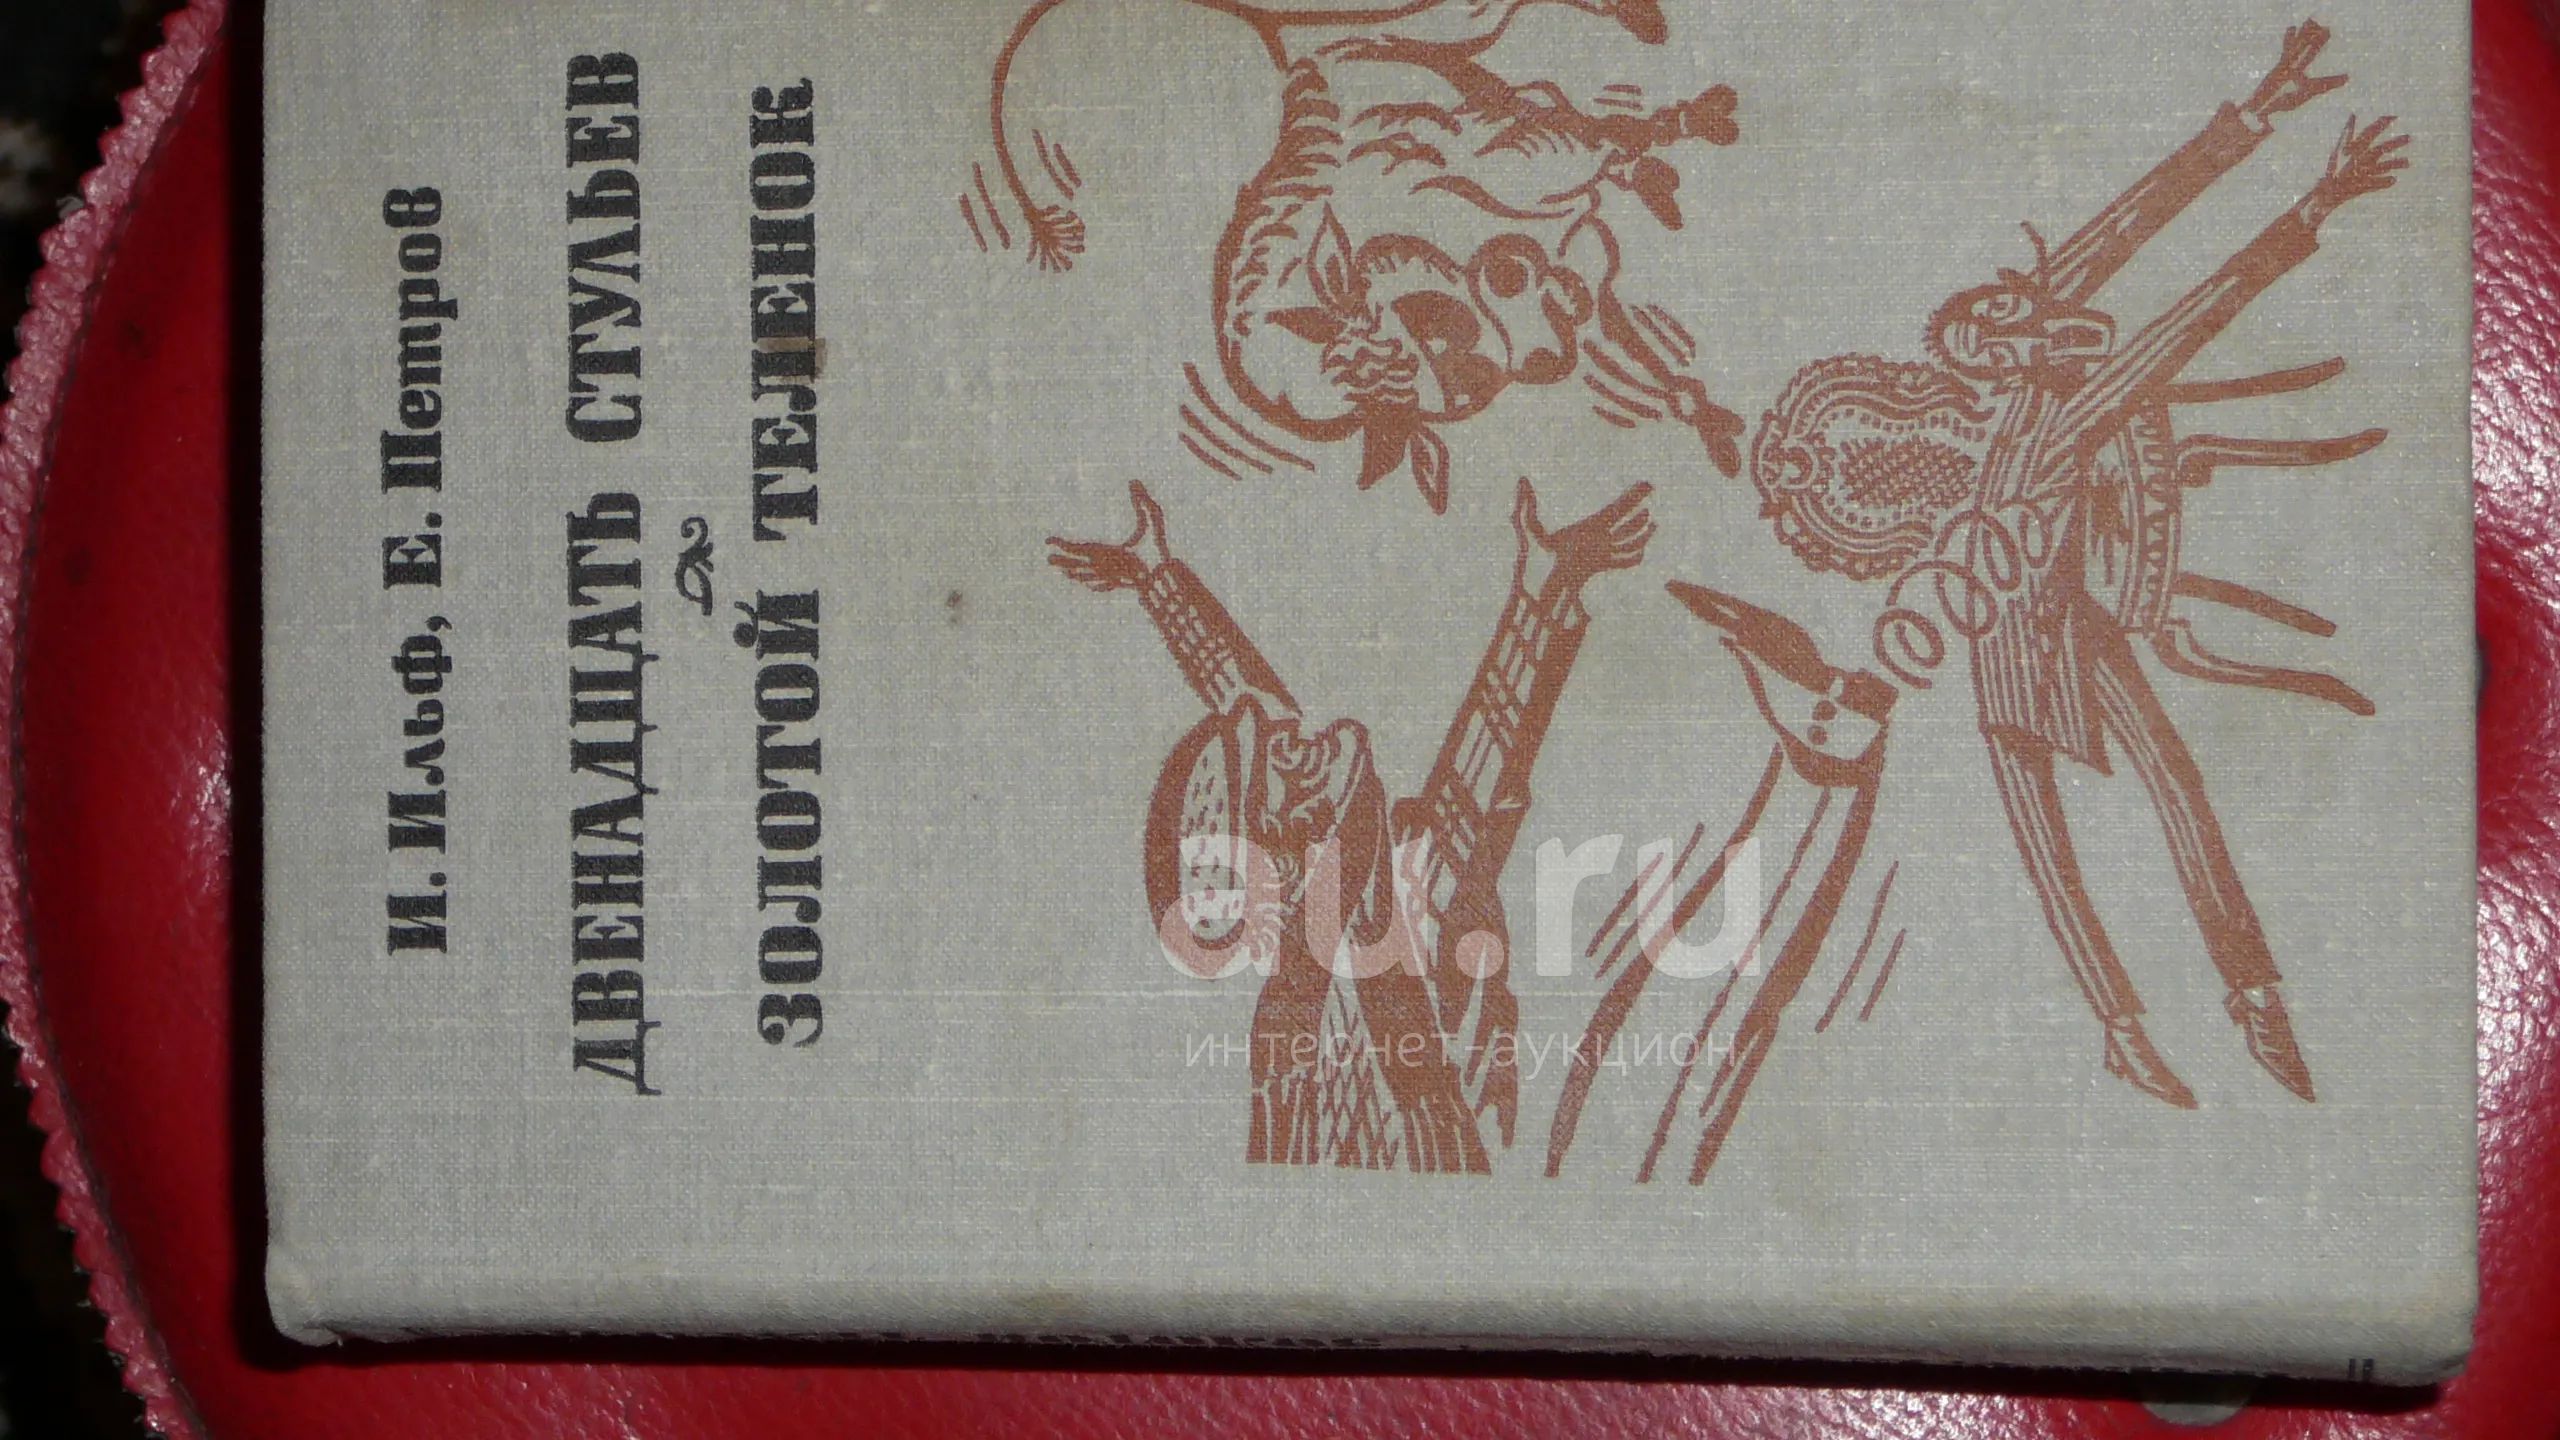 И. Ильф, Е. Петров
ДВЕНАДЦАТЬ СТУЛЬЕВ
ЗОЛОТОЙ ТЕЛЕНОК
au.ru
интернет-аукцион